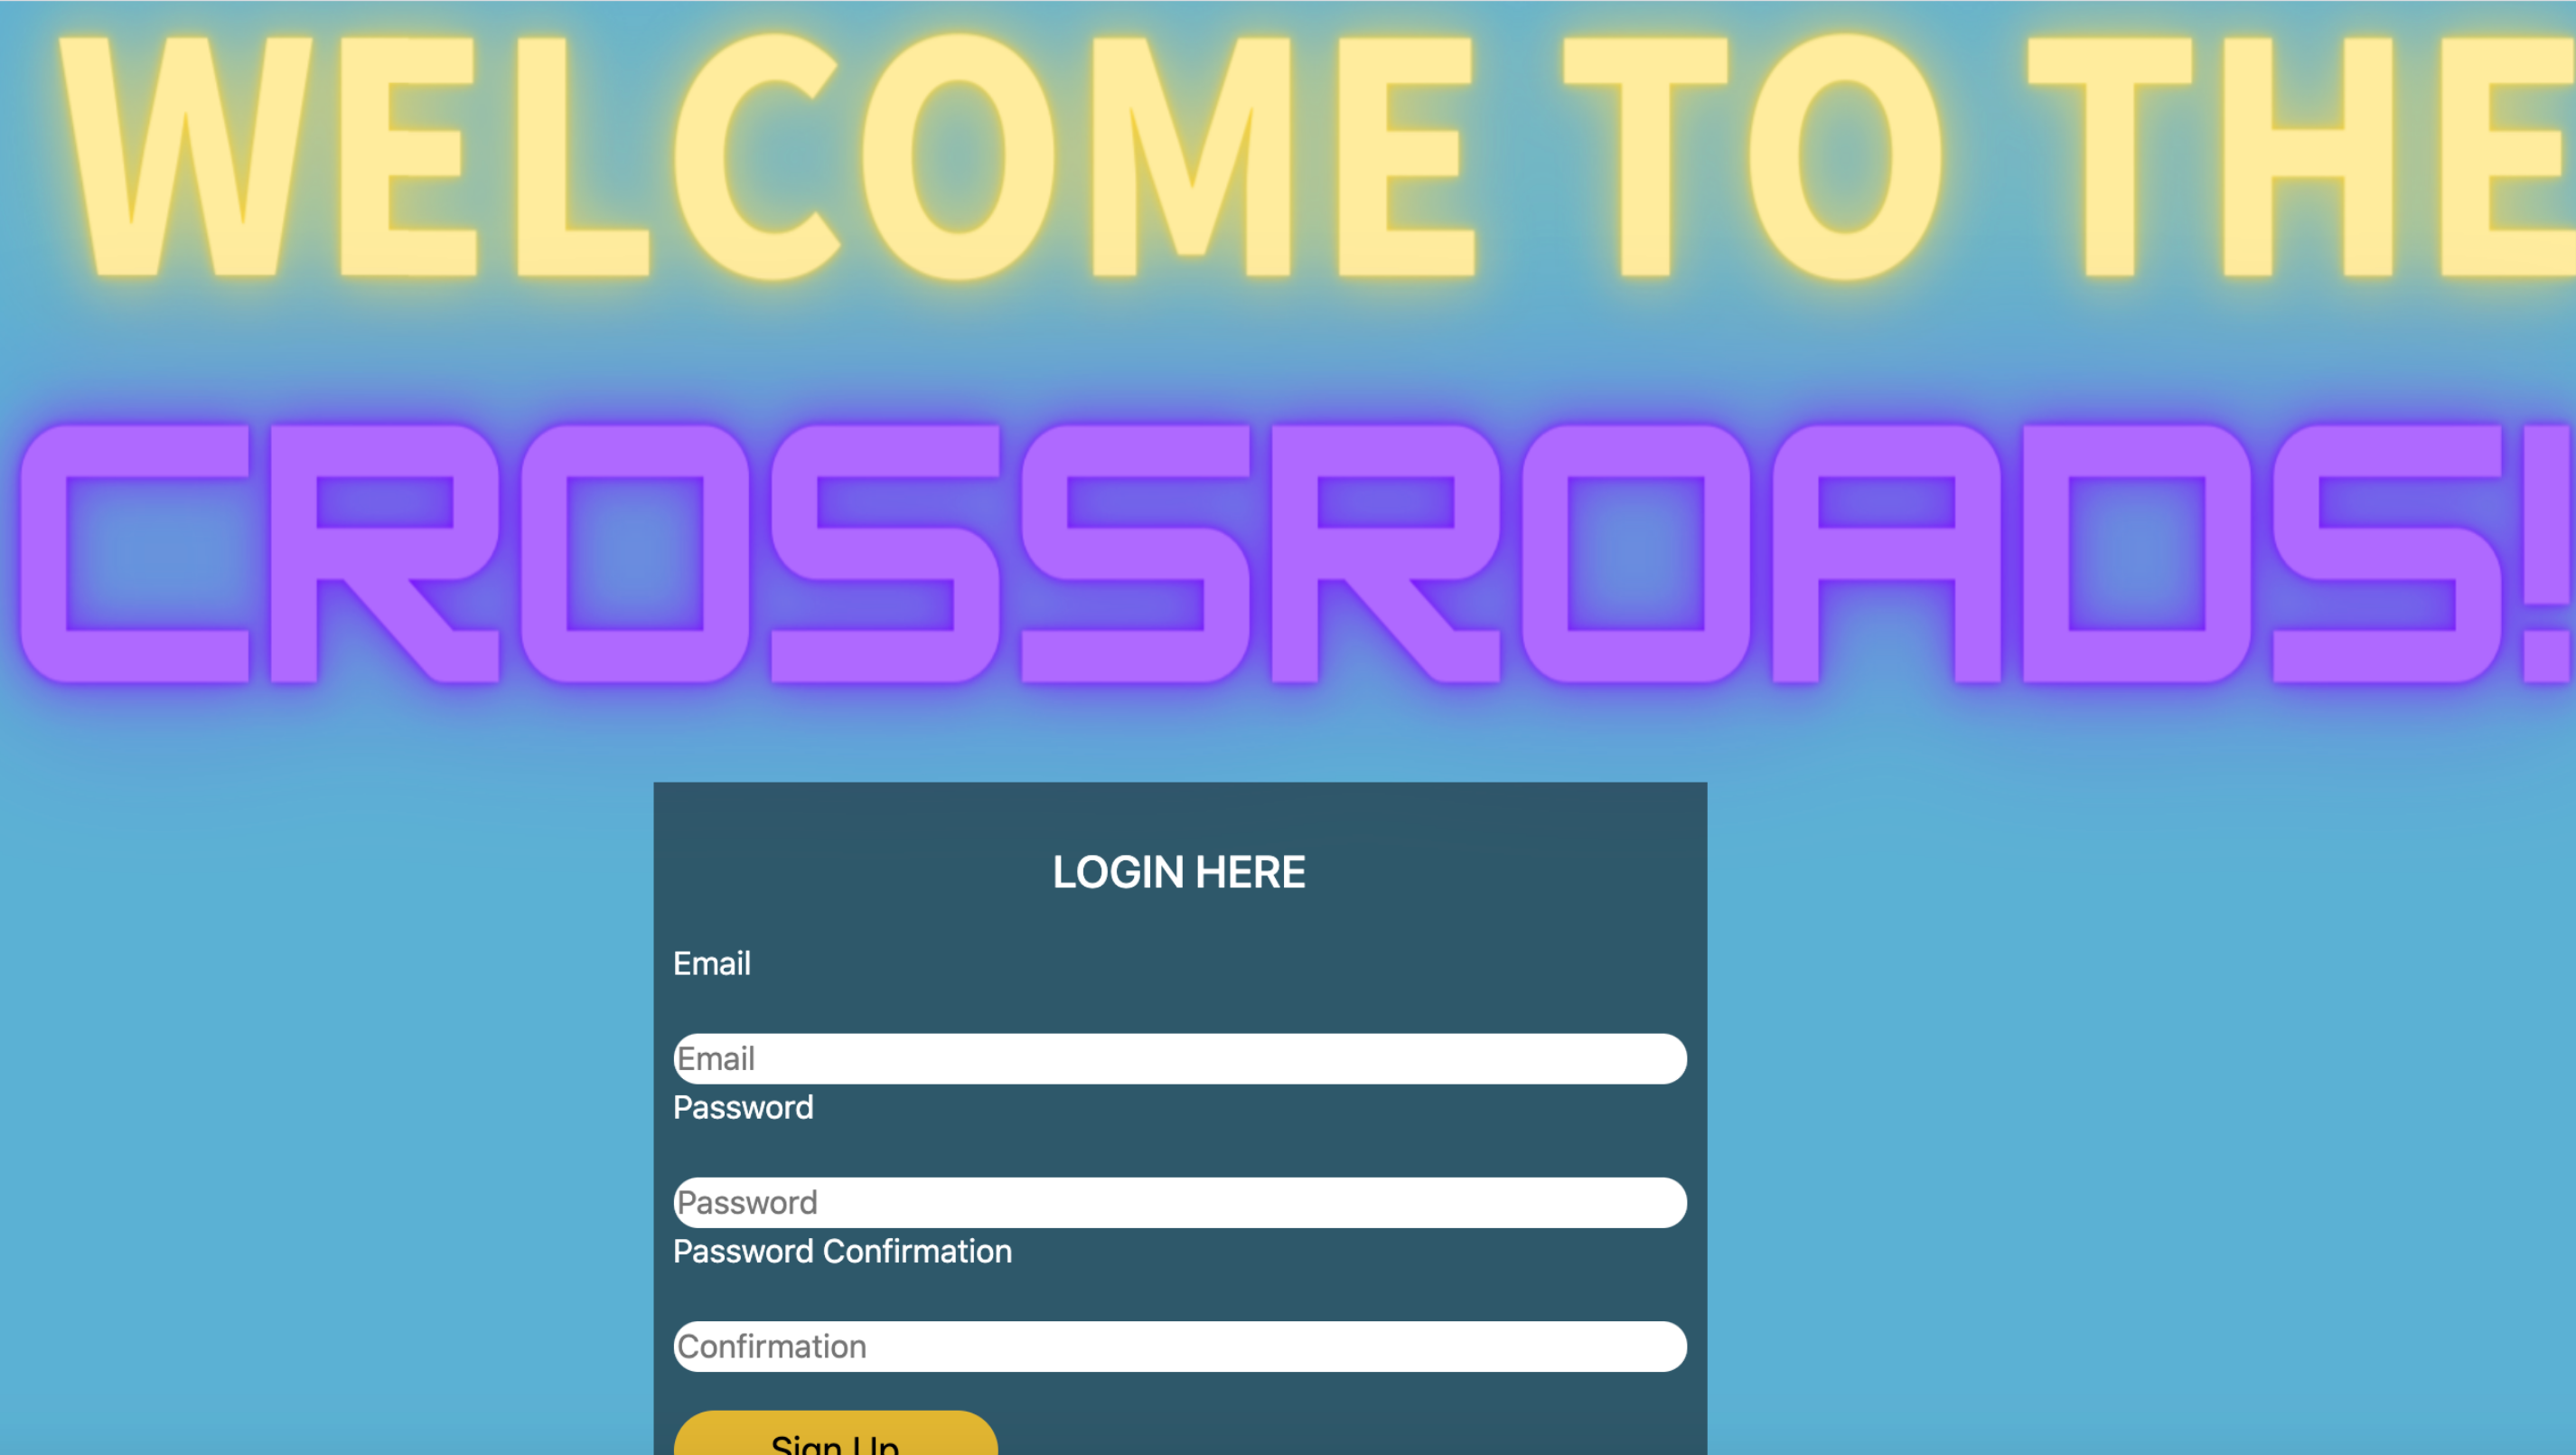 WELCOME TO THE
CROSSROADS!
LOGIN HERE
Email
Email
Password
Password
Password Confirmation
Confirmation
Sign Up